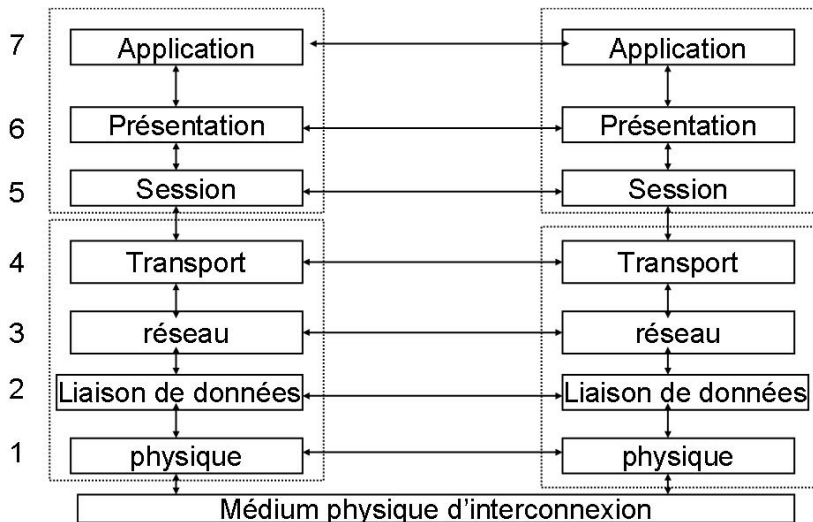 7 Application Application
6 Présentation Présentation
5 Session Session
4 Transport Transport
3 réseau réseau
2 Liaison de données Liaison de données
1 physique physique
Médium physique d'interconnexion